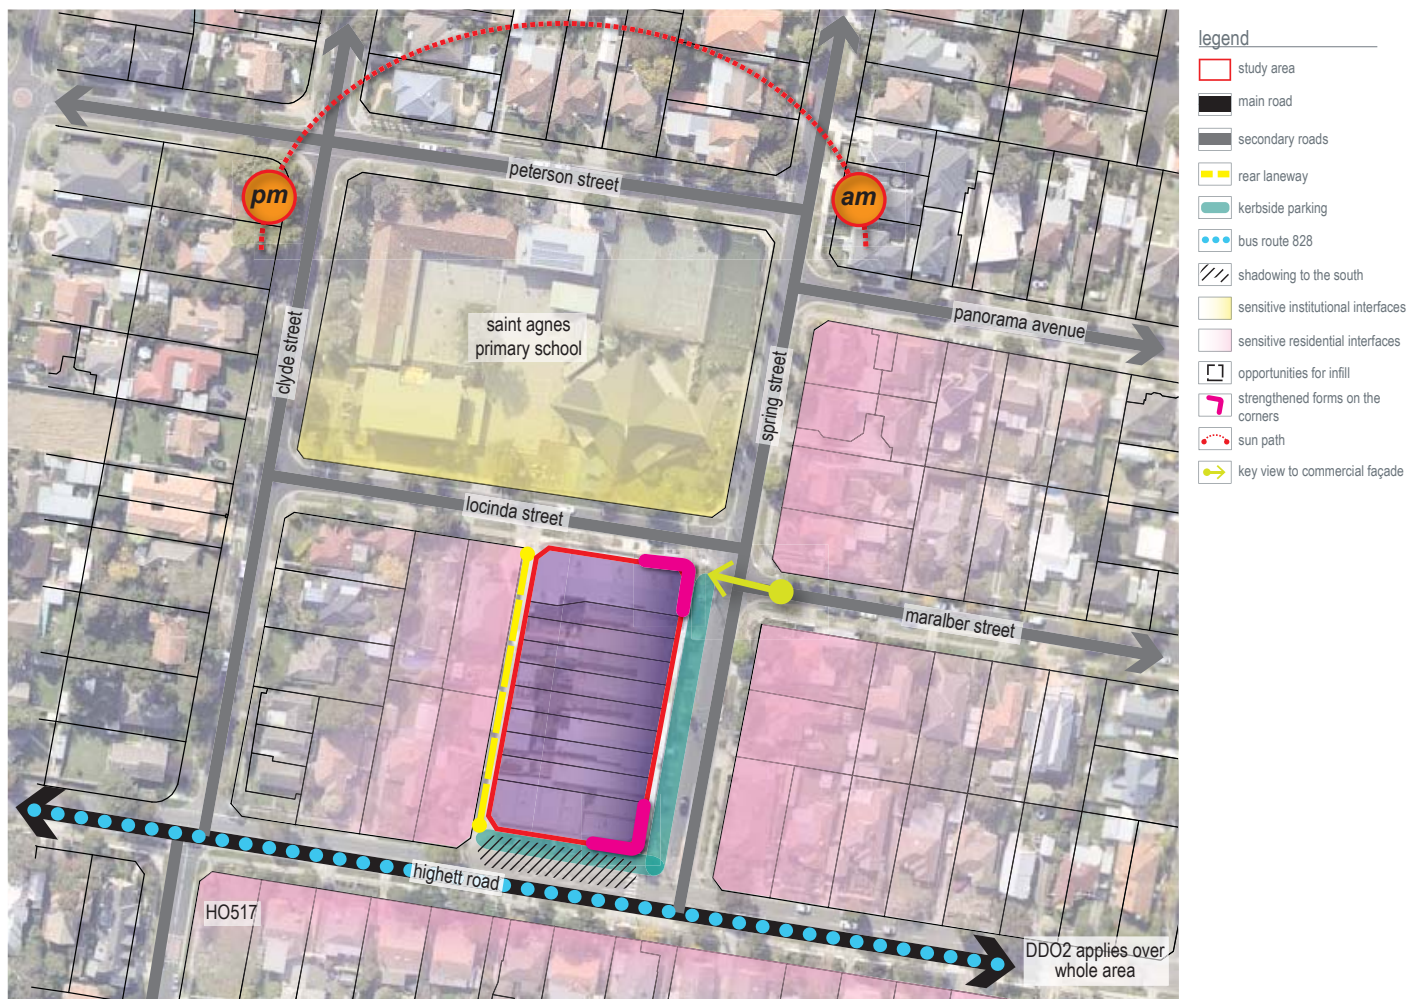 legend
study area
main road
secondary roads
rear laneway
kerbside parking
bus route 828
shadowing to the south
sensitive institutional interfaces
sensitive residential interfaces
opportunities for infill
strengthened forms on the
corners
sun path
key view to commercial façade
peterson street
pm
am
clyde street
saint agnes
primary school
panorama avenue
spring street
locinda street
maralber street
highett road
HO517
DDO2 applies over
whole area